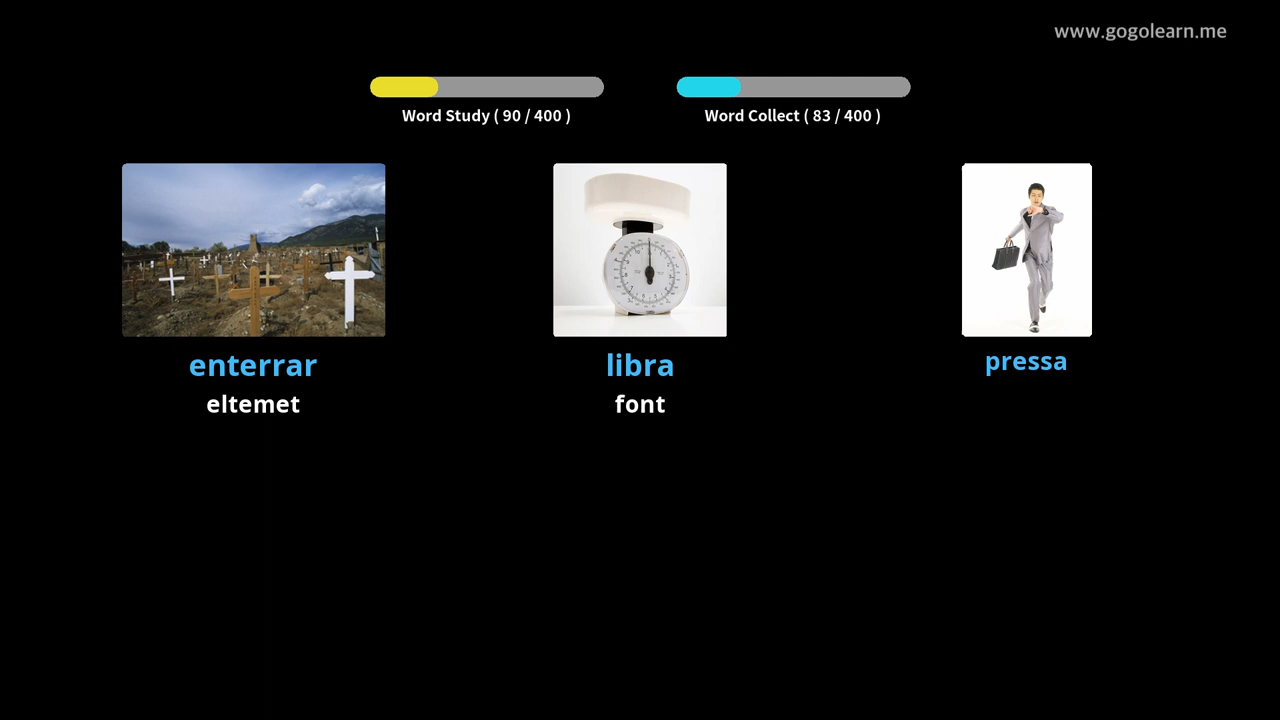 www.gogolearn.me
Word Study ( 90 / 400 )
Word Collect ( 83 / 400 )
enterrar
eltemet
libra
font
pressa